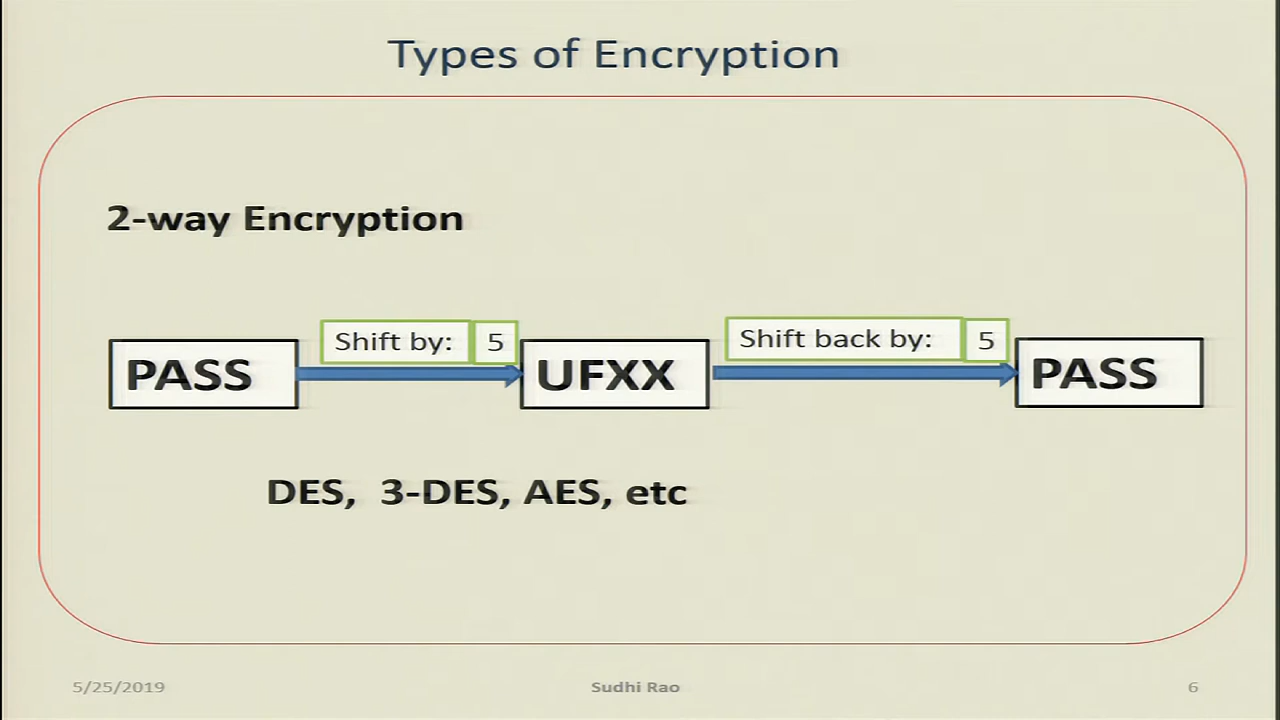 Types of Encryption
2-way Encryption
PASS
Shift by: 5
UFXX
Shift back by: 5
PASS
DES, 3-DES, AES, etc
5/25/2019
Sudhi Rao
6